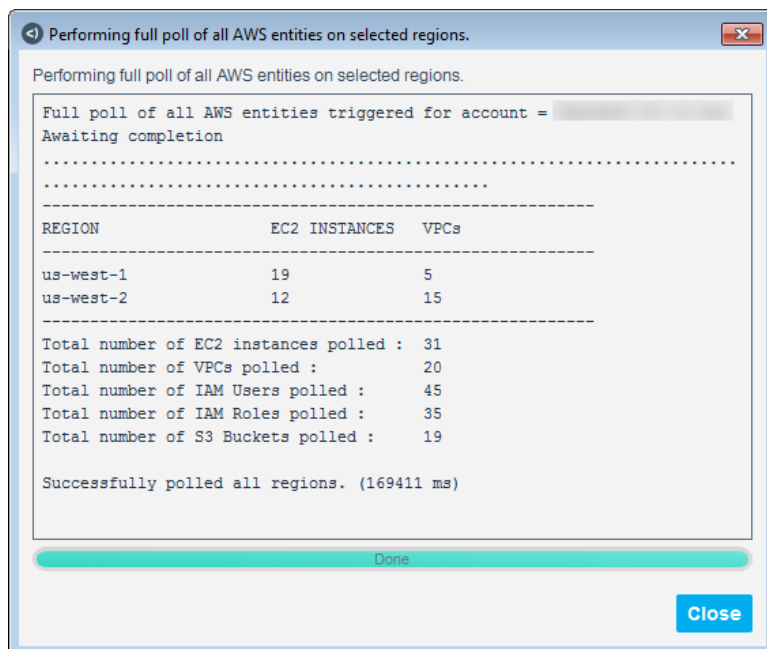 Performing full poll of all AWS entities on selected regions.
Performing full poll of all AWS entities on selected regions.
Full poll of all AWS entities triggered for account =
Awaiting completion
.........................................................................
...............................................
----------------------------------------------------------
REGION EC2 INSTANCES VPCs
----------------------------------------------------------
us-west-1 19 5
us-west-2 12 15
----------------------------------------------------------
Total number of EC2 instances polled : 31
Total number of VPCs polled : 20
Total number of IAM Users polled : 45
Total number of IAM Roles polled : 35
Total number of S3 Buckets polled : 19
Successfully polled all regions. (169411 ms)
Done
Close